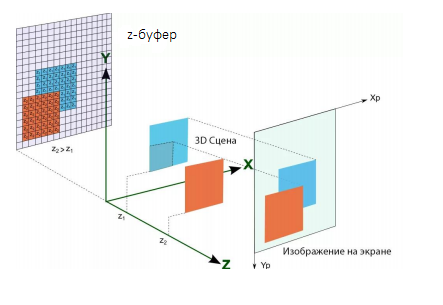 z-буфер
Y
Xp
z₂ > z₁
3D Сцена
X
z₁
z₂
Z
Изображение на экране
Yp